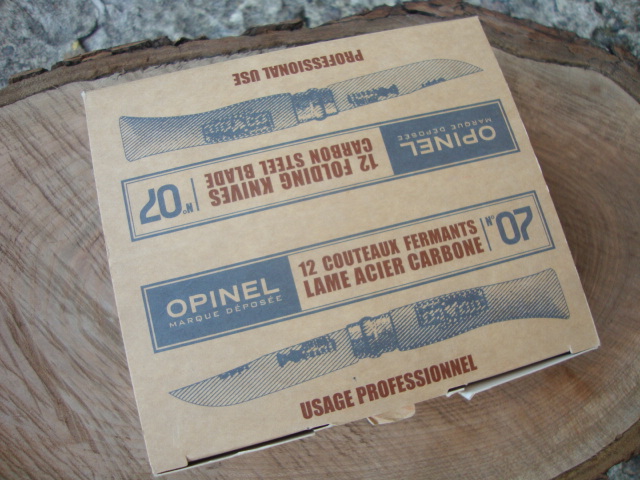 PROFESSIONAL USE
OPINEL
MARQUE DÉPOSÉE
12 FOLDING KNIVES
CARBON STEEL BLADE
N° 07
OPINEL
MARQUE DÉPOSÉE
12 COUTEAUX FERMANTS
LAME ACIER CARBONE
N° 07
USAGE PROFESSIONNEL